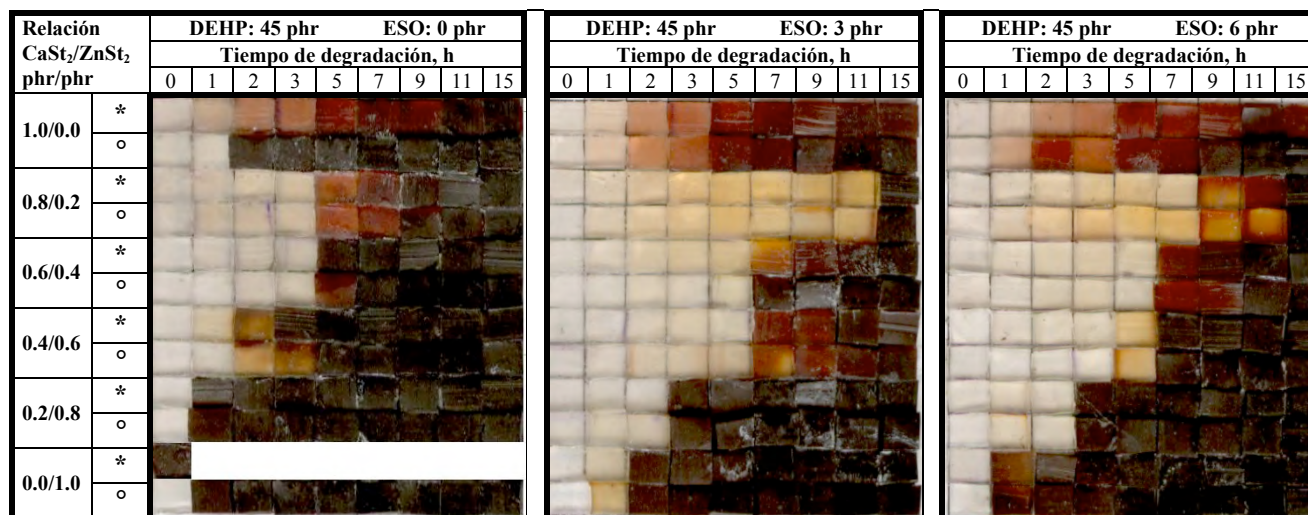 Relación
CaSt₂/ZnSt₂
phr/phr
DEHP: 45 phr ESO: 0 phr
Tiempo de degradación, h
0 1 2 3 5 7 9 11 15
DEHP: 45 phr ESO: 3 phr
Tiempo de degradación, h
0 1 2 3 5 7 9 11 15
DEHP: 45 phr ESO: 6 phr
Tiempo de degradación, h
0 1 2 3 5 7 9 11 15
1.0/0.0 *
°
0.8/0.2 *
°
0.6/0.4 *
°
0.4/0.6 *
°
0.2/0.8 *
°
0.0/1.0 *
°